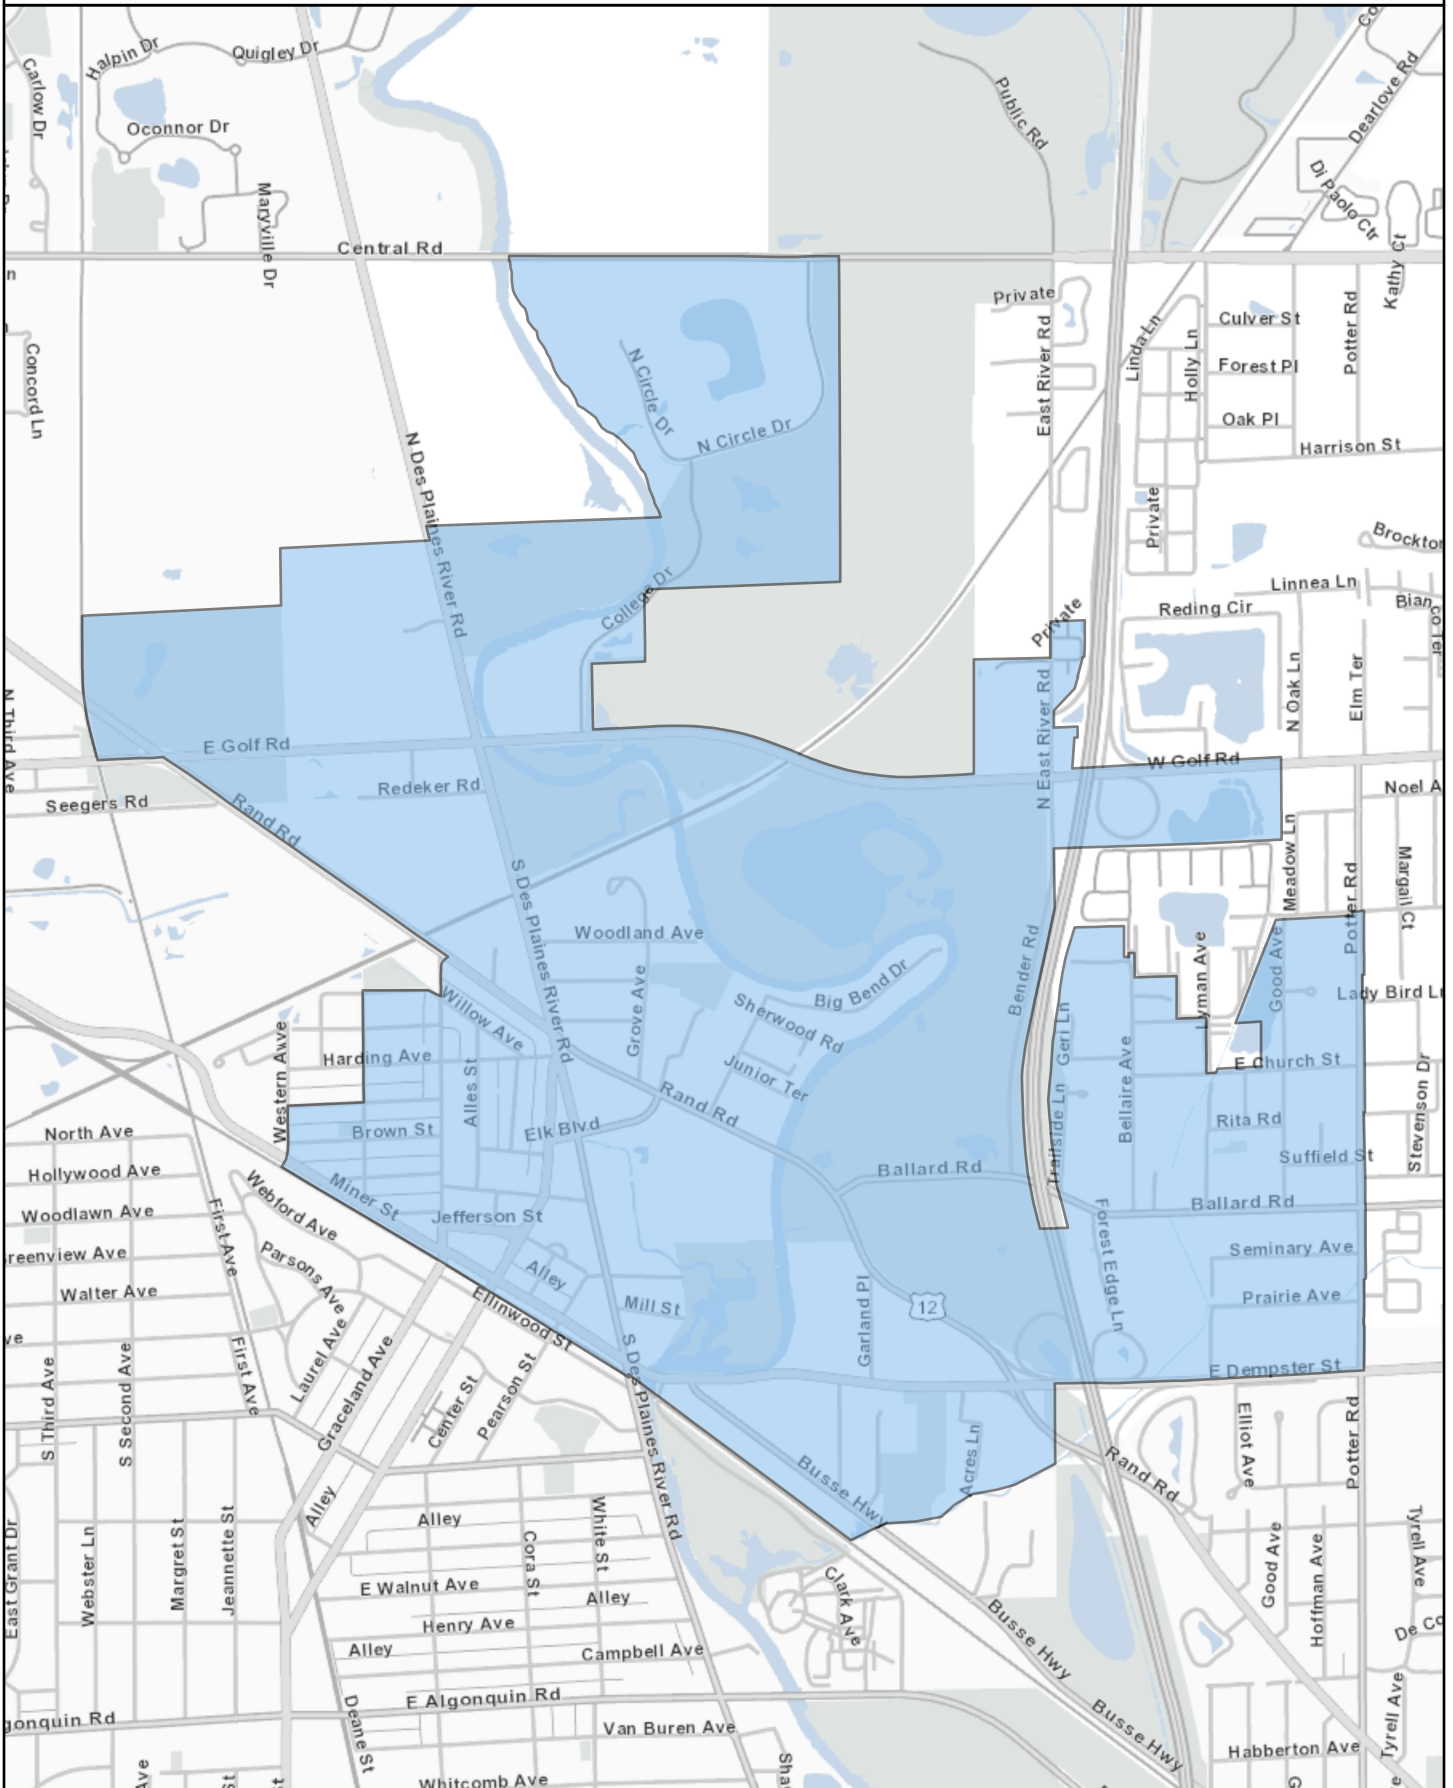 Halpin Dr
Quigley Dr
Carlow Dr
Oconnor Dr
Maryville Dr
Public Rd
Dearlove Rd
Di Paolo Ctr
Kathy Ct
Central Rd
Private
East River Rd
Linda Ln
Holly Ln
Culver St
Forest Pl
Oak Pl
Potter Rd
Harrison St
Concord Ln
N Circle Dr
N Circle Dr
N Des Plaines River Rd
Private
College Dr
Linnea Ln
Reding Cir
Private
N East River Rd
N Oak Ln
Elm Ter
N Third Ave
E Golf Rd
W Golf Rd
Redeker Rd
Seegers Rd
Rand Rd
Meadow Ln
Potter Rd
Margail Ct
S Des Plaines River Rd
Woodland Ave
Grove Ave
Big Bend Dr
Sherwood Rd
Junior Ter
Bender Rd
Geri Ln
Lyman Ave
Good Ave
Potter Rd
E Church St
Bellaire Ave
Rita Rd
Suffield St
Stevenson Dr
Willow Ave
Western Awve
Harding Ave
Alles St
Brown St
Elk Blvd
Rand Rd
Ballard Rd
Trailside Ln
Ballard Rd
North Ave
Hollywood Ave
Woodlawn Ave
Walter Ave
First Ave
Webford Ave
Miner St
Jefferson St
Parsons Ave
Alley
Mill St
Ellinwood St
Garland Pl
12
Forest Edge Ln
Seminary Ave
Prairie Ave
E Dempster St
First Ave
Laurel Ave
Graceland Ave
Center St
Pearson St
S Third Ave
S Second Ave
S Des Plaines River Rd
Busse Hwy
Acres Ln
Rand Rd
Elliot Ave
Potter Rd
East Grant Dr
Webster Ln
Margret St
Jeannette St
Alley
Alley
Cora St
White St
E Walnut Ave
Alley
Henry Ave
Alley
Campbell Ave
Clark Ave
Busse Hwy
Good Ave
Hoffman Ave
Tyrell Ave
E Algonquin Rd
Deane St
Van Buren Ave
Whitcomb Ave
Busse Hwy
Habberton Ave
Tyrell Ave